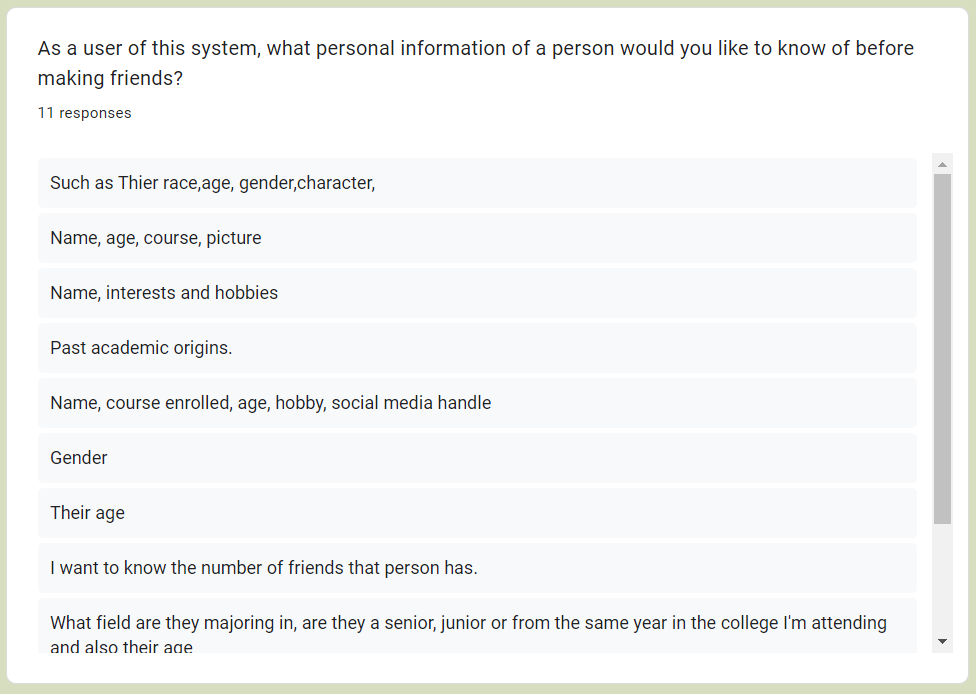 As a user of this system, what personal information of a person would you like to know of before
making friends?
11 responses
Such as Thier race,age, gender,character,
Name, age, course, picture
Name, interests and hobbies
Past academic origins.
Name, course enrolled, age, hobby, social media handle
Gender
Their age
I want to know the number of friends that person has.
What field are they majoring in, are they a senior, junior or from the same year in the college I'm attending
and also their age